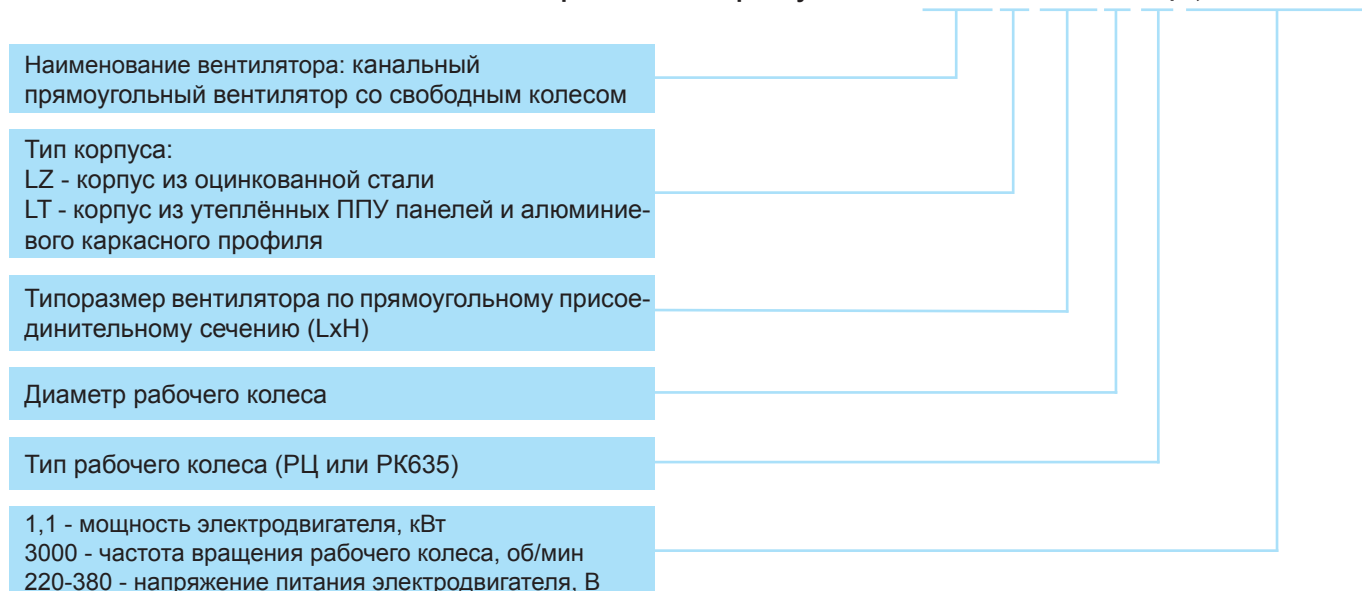 Наименование вентилятора: канальный
прямоугольный вентилятор со свободным колесом
Тип корпуса:
LZ - корпус из оцинкованной стали
LT - корпус из утеплённых ППУ панелей и алюминие-
вого каркасного профиля
Типоразмер вентилятора по прямоугольному присое-
динительному сечению (LxH)
Диаметр рабочего колеса
Тип рабочего колеса (РЦ или РК635)
1,1 - мощность электродвигателя, кВт
3000 - частота вращения рабочего колеса, об/мин
220-380 - напряжение питания электродвигателя, В